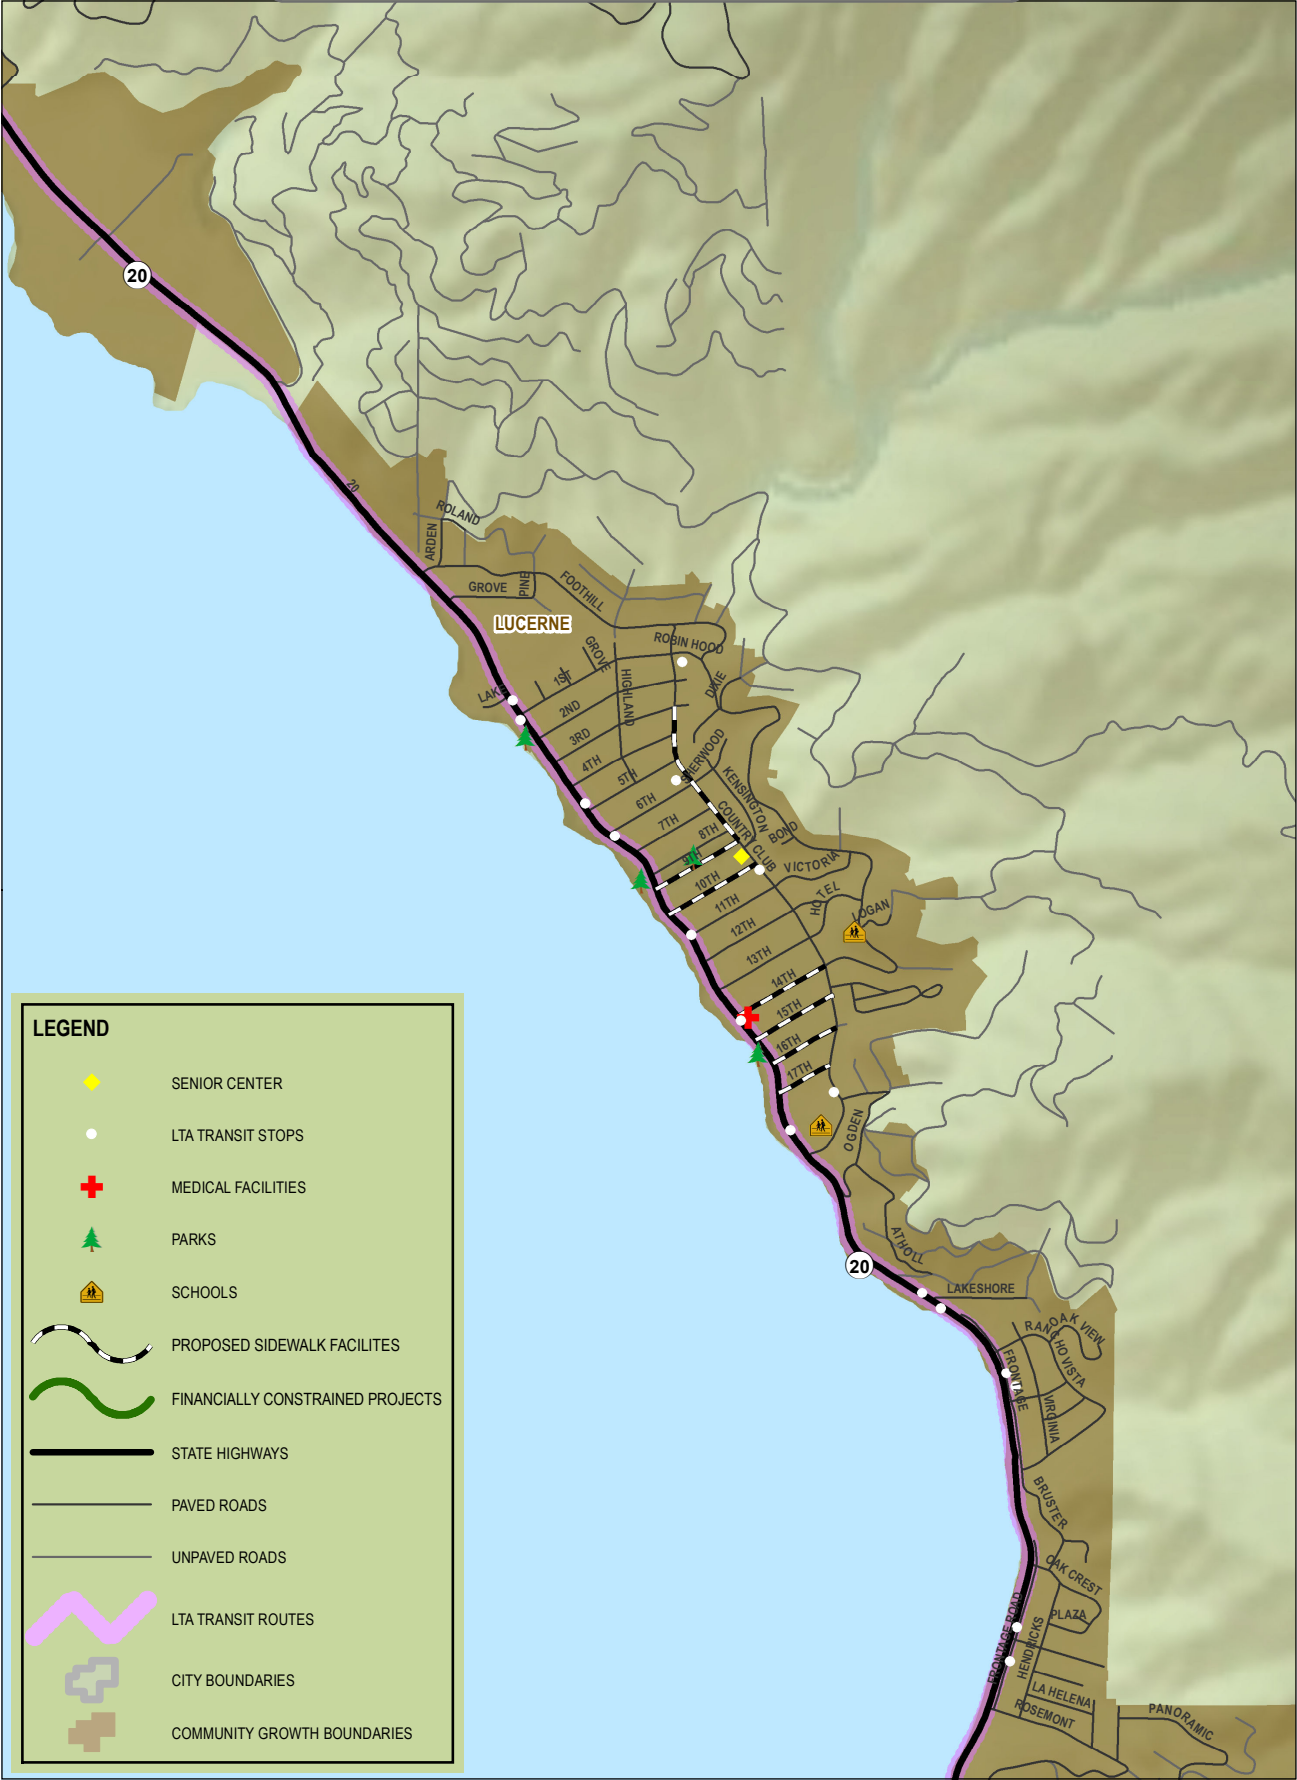 20
20
ROLAND
ARDEN
GROVE
PINE
FOOTHILL
LUCERNE
ROBIN HOOD
GROVE
1ST
LAKE
HIGHLAND
DIXIE
2ND
3RD
4TH
5TH
SHERWOOD
KENSINGTON
6TH
7TH
8TH
COUNTRY CLUB
BOND
9TH
VICTORIA
10TH
HOTEL
11TH
LOGAN
12TH
13TH
14TH
15TH
16TH
17TH
OGDEN
ATHOLL
20
LAKESHORE
OAK VIEW
RANCHO VISTA
FRONTAGE
VIRGINIA
BRUSTER
OAK CREST
PLAZA
FRONTAGE ROAD
HENDRICKS
LA HELENA
ROSEMONT
PANORAMIC
LEGEND
SENIOR CENTER
LTA TRANSIT STOPS
MEDICAL FACILITIES
PARKS
SCHOOLS
PROPOSED SIDEWALK FACILITES
FINANCIALLY CONSTRAINED PROJECTS
STATE HIGHWAYS
PAVED ROADS
UNPAVED ROADS
LTA TRANSIT ROUTES
CITY BOUNDARIES
COMMUNITY GROWTH BOUNDARIES